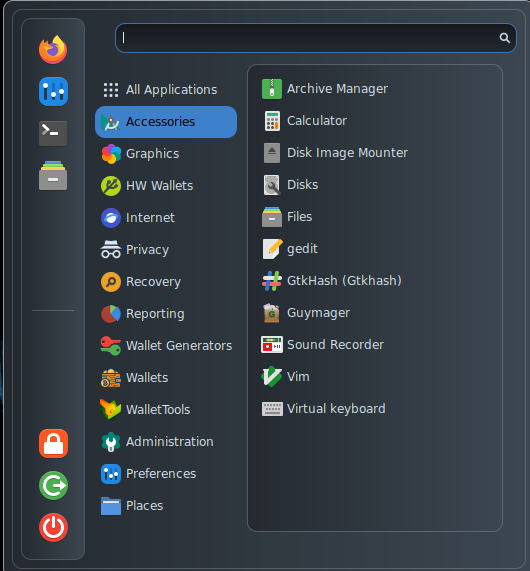 All Applications
Accessories
Graphics
HW Wallets
Internet
Privacy
Recovery
Reporting
Wallet Generators
Wallets
WalletTools
Administration
Preferences
Places
Archive Manager
Calculator
Disk Image Mounter
Disks
Files
gedit
GtkHash (Gtkhash)
Guymager
Sound Recorder
Vim
Virtual keyboard